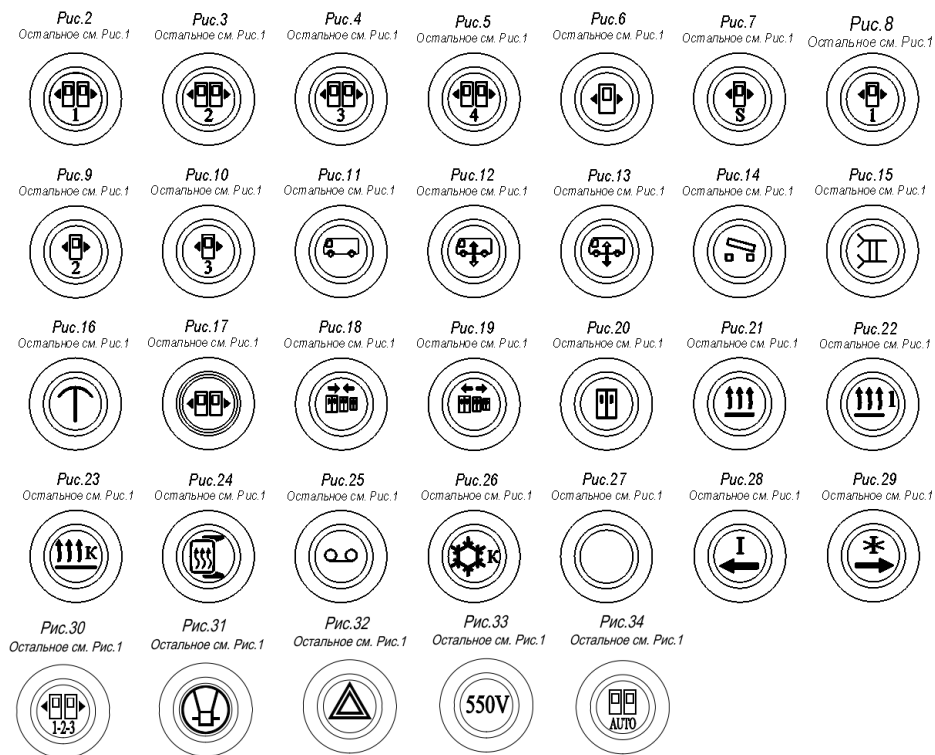 Рис.2
Остальное см. Рис.1
Рис.3
Остальное см. Рис.1
Рис.4
Остальное см. Рис.1
Рис.5
Остальное см. Рис.1
Рис.6
Остальное см. Рис.1
Рис.7
Остальное см. Рис.1
Рис.8
Остальное см. Рис.1
1
2
3
4
S
1
Рис.9
Остальное см. Рис.1
Рис.10
Остальное см. Рис.1
Рис.11
Остальное см. Рис.1
Рис.12
Остальное см. Рис.1
Рис.13
Остальное см. Рис.1
Рис.14
Остальное см. Рис.1
Рис.15
Остальное см. Рис.1
2
3
Рис.16
Остальное см. Рис.1
Рис.17
Остальное см. Рис.1
Рис.18
Остальное см. Рис.1
Рис.19
Остальное см. Рис.1
Рис.20
Остальное см. Рис.1
Рис.21
Остальное см. Рис.1
Рис.22
Остальное см. Рис.1
1
Рис.23
Остальное см. Рис.1
Рис.24
Остальное см. Рис.1
Рис.25
Остальное см. Рис.1
Рис.26
Остальное см. Рис.1
Рис.27
Остальное см. Рис.1
Рис.28
Остальное см. Рис.1
Рис.29
Остальное см. Рис.1
К
К
I
Рис.30
Остальное см. Рис.1
Рис.31
Остальное см. Рис.1
Рис.32
Остальное см. Рис.1
Рис.33
Остальное см. Рис.1
Рис.34
Остальное см. Рис.1
1-2-3
550V
AUTO